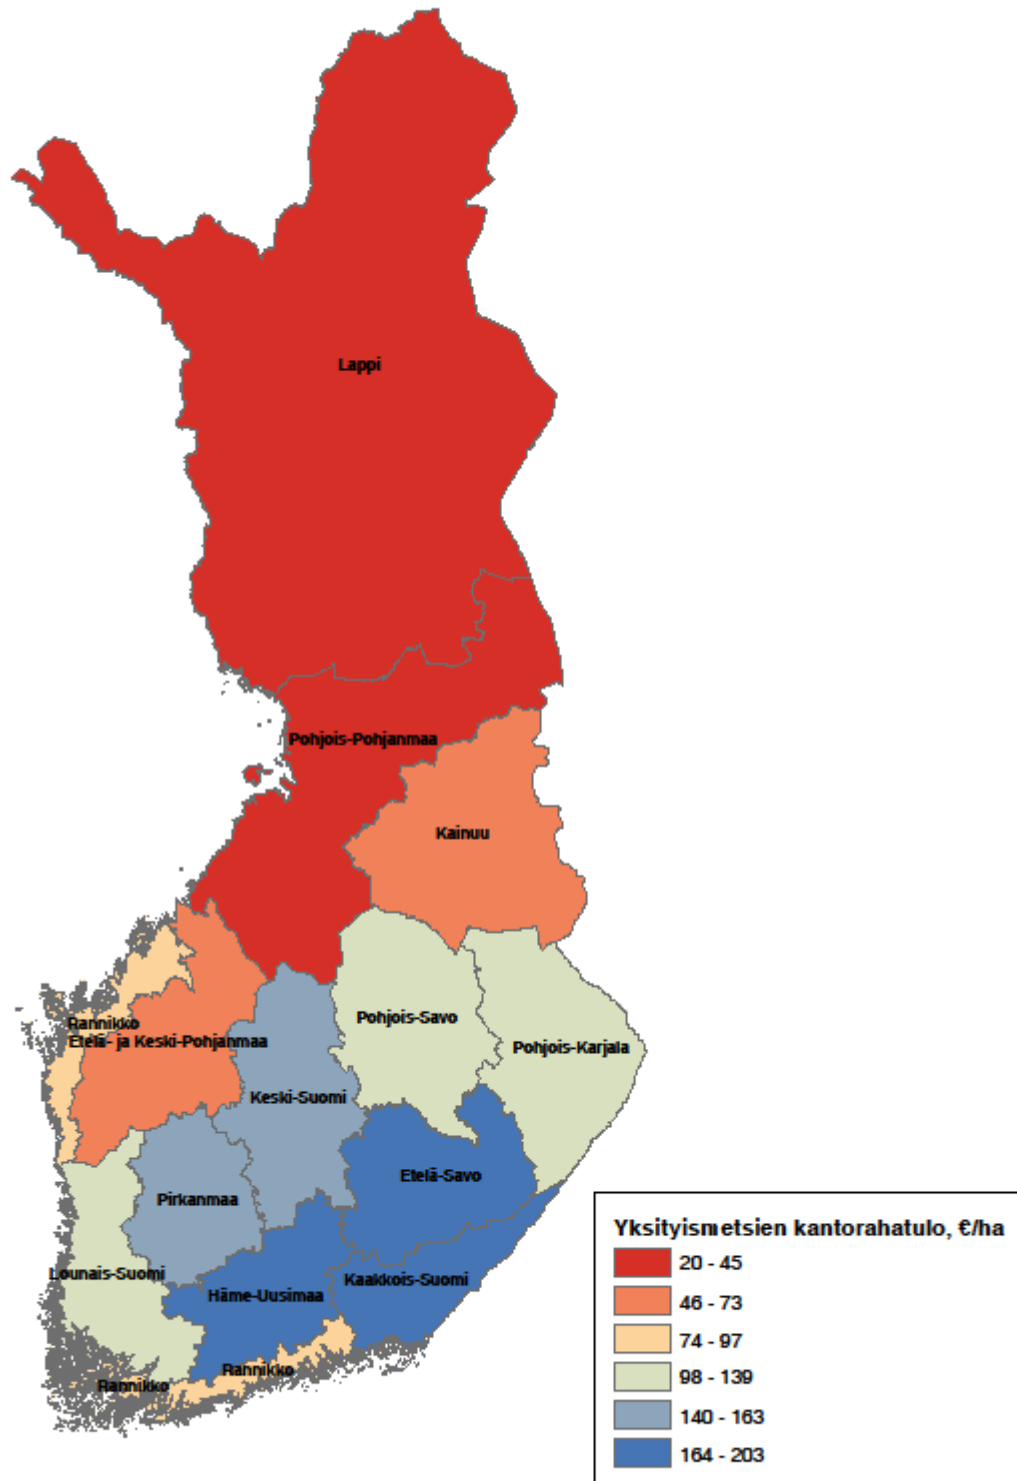 Lappi
Pohjois-Pohjanmaa
Kainuu
Pohjois-Savo
Rannikko
Etelä- ja Keski-Pohjanmaa
Pohjois-Karjala
Keski-Suomi
Etelä-Savo
Pirkanmaa
Lounais-Suomi
Kaakkois-Suomi
Häme-Uusimaa
Rannikko
Rannikko
Yksityismetsien kantorahatulo, €/ha
20 - 45
46 - 73
74 - 97
98 - 139
140 - 163
164 - 203